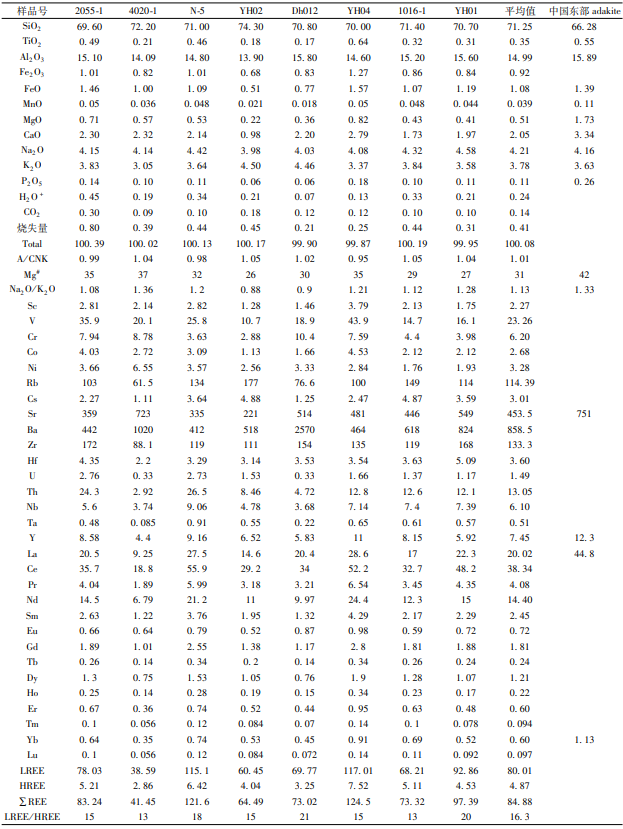 样品号 2055-1 4020-1 N-5 YH02 Dh012 YH04 1016-1 YH01 平均值 中国东部 adakite
SiO₂ 69.60 72.20 71.00 74.30 70.80 70.00 71.40 70.70 71.25 66.28
TiO₂ 0.49 0.21 0.46 0.18 0.17 0.64 0.32 0.31 0.35 0.55
Al₂O₃ 15.10 14.09 14.80 13.90 15.80 14.60 15.20 15.60 14.99 15.89
Fe₂O₃ 1.01 0.82 1.01 0.68 0.83 1.27 0.86 0.84 0.92
FeO 1.46 1.00 1.09 0.51 0.77 1.57 1.07 1.19 1.08 1.39
MnO 0.05 0.036 0.048 0.021 0.018 0.05 0.048 0.044 0.039 0.11
MgO 0.71 0.57 0.53 0.22 0.36 0.82 0.43 0.41 0.51 1.73
CaO 2.30 2.32 2.14 0.98 2.20 2.79 1.73 1.97 2.05 3.34
Na₂O 4.15 4.14 4.42 3.98 4.03 4.08 4.32 4.58 4.21 4.16
K₂O 3.83 3.05 3.64 4.50 4.46 3.37 3.84 3.58 3.78 3.63
P₂O₅ 0.14 0.10 0.11 0.06 0.06 0.18 0.10 0.11 0.11 0.26
H₂O⁺ 0.45 0.19 0.34 0.21 0.07 0.13 0.33 0.21 0.24
CO₂ 0.30 0.09 0.10 0.18 0.12 0.12 0.10 0.10 0.14
烧失量 0.80 0.39 0.44 0.45 0.21 0.25 0.44 0.31 0.41
Total 100.39 100.02 100.13 100.17 99.90 99.87 100.19 99.95 100.08
A/CNK 0.99 1.04 0.98 1.05 1.02 0.95 1.05 1.04 1.01
Mg# 35 37 32 26 30 35 29 27 31 42
Na₂O/K₂O 1.08 1.36 1.2 0.88 0.9 1.21 1.12 1.28 1.13 1.33
Sc 2.81 2.14 2.82 1.28 1.46 3.79 2.13 1.75 2.27
V 35.9 20.1 25.8 10.7 18.9 43.9 14.7 16.1 23.26
Cr 7.94 8.78 3.63 2.88 10.4 7.59 4.4 3.98 6.20
Co 4.03 2.72 3.09 1.13 1.66 4.53 2.12 2.12 2.68
Ni 3.66 6.55 3.57 2.56 3.33 2.84 1.76 1.93 3.28
Rb 103 61.5 134 177 76.6 100 149 114 114.39
Cs 2.27 1.11 3.64 4.88 1.25 2.47 4.87 3.59 3.01
Sr 359 723 335 221 514 481 446 549 453.5 751
Ba 442 1020 412 518 2570 464 618 824 858.5
Zr 172 88.1 119 111 154 135 119 168 133.3
Hf 4.35 2.2 3.29 3.14 3.53 3.54 3.63 5.09 3.60
U 2.76 0.33 2.73 1.53 0.33 1.66 1.37 1.17 1.49
Th 24.3 2.92 26.5 8.46 4.72 12.8 12.6 12.1 13.05
Nb 5.6 3.74 9.06 4.78 3.68 7.14 7.4 7.39 6.10
Ta 0.48 0.085 0.91 0.55 0.22 0.65 0.61 0.57 0.51
Y 8.58 4.4 9.16 6.52 5.83 11 8.15 5.92 7.45 12.3
La 20.5 9.25 27.5 14.6 20.4 28.6 17 22.3 20.02 44.8
Ce 35.7 18.8 55.9 29.2 34 52.2 32.7 48.2 38.34
Pr 4.04 1.89 5.99 3.18 3.21 6.54 3.45 4.35 4.08
Nd 14.5 6.79 21.2 11 9.97 24.4 12.3 15 14.40
Sm 2.63 1.22 3.76 1.95 1.32 4.29 2.17 2.29 2.45
Eu 0.66 0.64 0.79 0.52 0.87 0.98 0.59 0.72 0.72
Gd 1.89 1.01 2.55 1.38 1.17 2.8 1.81 1.88 1.81
Tb 0.26 0.14 0.34 0.2 0.14 0.34 0.26 0.24 0.24
Dy 1.3 0.75 1.53 1.05 0.76 1.9 1.28 1.07 1.21
Ho 0.25 0.14 0.28 0.19 0.15 0.34 0.23 0.17 0.22
Er 0.67 0.36 0.74 0.52 0.44 0.95 0.63 0.48 0.60
Tm 0.1 0.056 0.12 0.084 0.07 0.14 0.1 0.078 0.094
Yb 0.64 0.35 0.74 0.53 0.45 0.91 0.69 0.52 0.60 1.13
Lu 0.1 0.056 0.12 0.084 0.072 0.14 0.11 0.092 0.097
LREE 78.03 38.59 115.1 60.45 69.77 117.01 68.21 92.86 80.01
HREE 5.21 2.86 6.42 4.04 3.25 7.52 5.11 4.53 4.87
∑REE 83.24 41.45 121.6 64.49 73.02 124.5 73.32 97.39 84.88
LREE/HREE 15 13 18 15 21 15 13 20 16.3